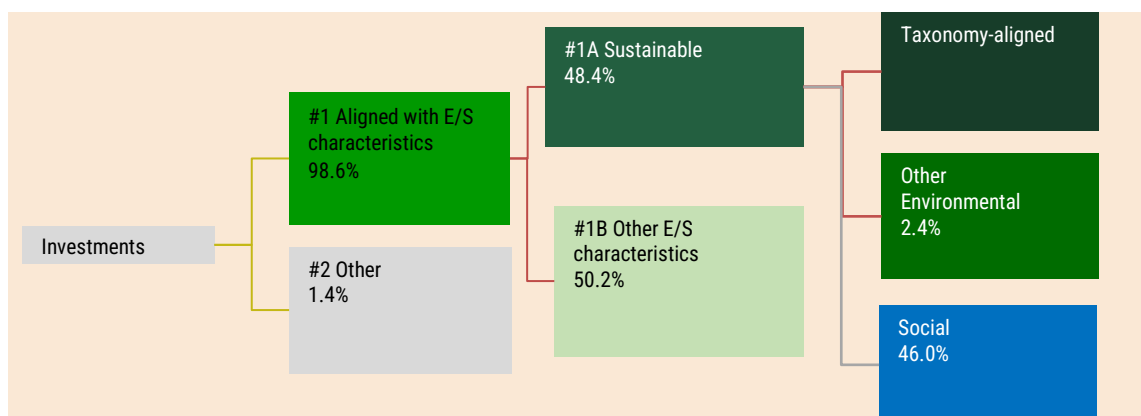 Investments
#1 Aligned with E/S
characteristics
98.6%
#2 Other
1.4%
#1A Sustainable
48.4%
#1B Other E/S
characteristics
50.2%
Taxonomy-aligned
Other
Environmental
2.4%
Social
46.0%